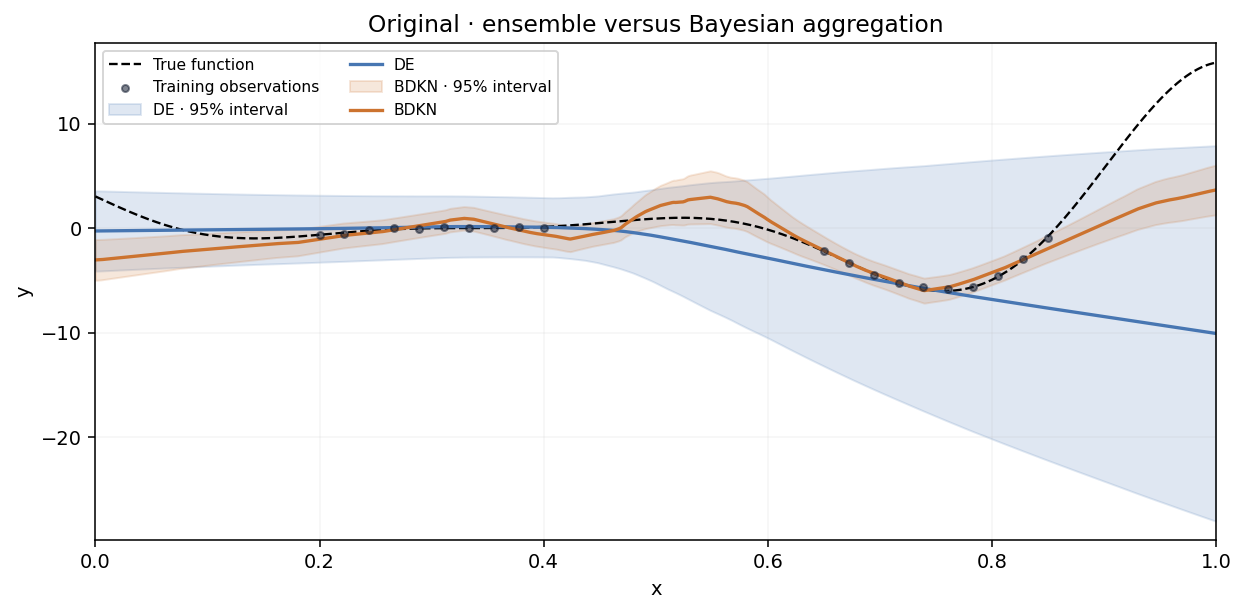 Original · ensemble versus Bayesian aggregation
True function
Training observations
DE · 95% interval
DE
BDKN · 95% interval
BDKN
10
0
−10
−20
y
0.0 0.2 0.4 0.6 0.8 1.0
x